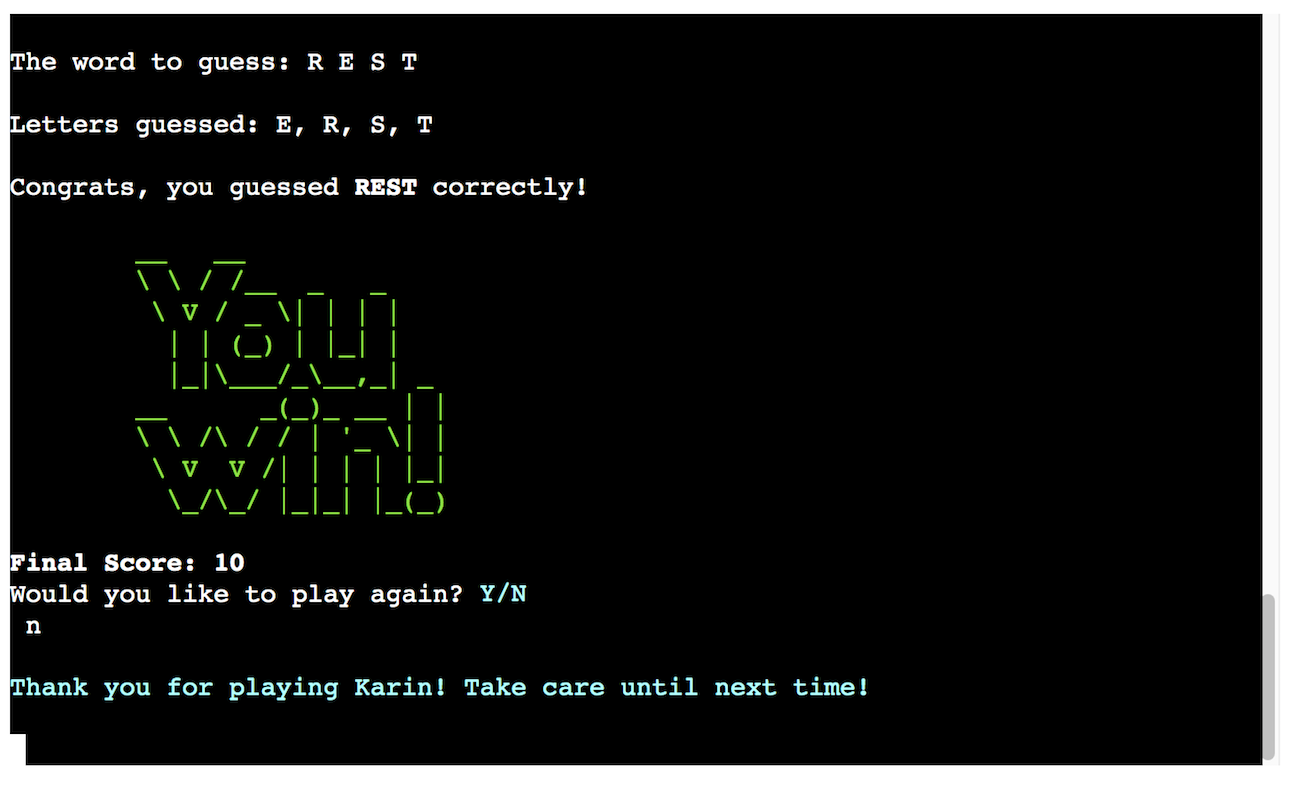 The word to guess: R E S T
Letters guessed: E, R, S, T
Congrats, you guessed REST correctly!
You
win!
Final Score: 10
Would you like to play again? Y/N
n
Thank you for playing Karin! Take care until next time!